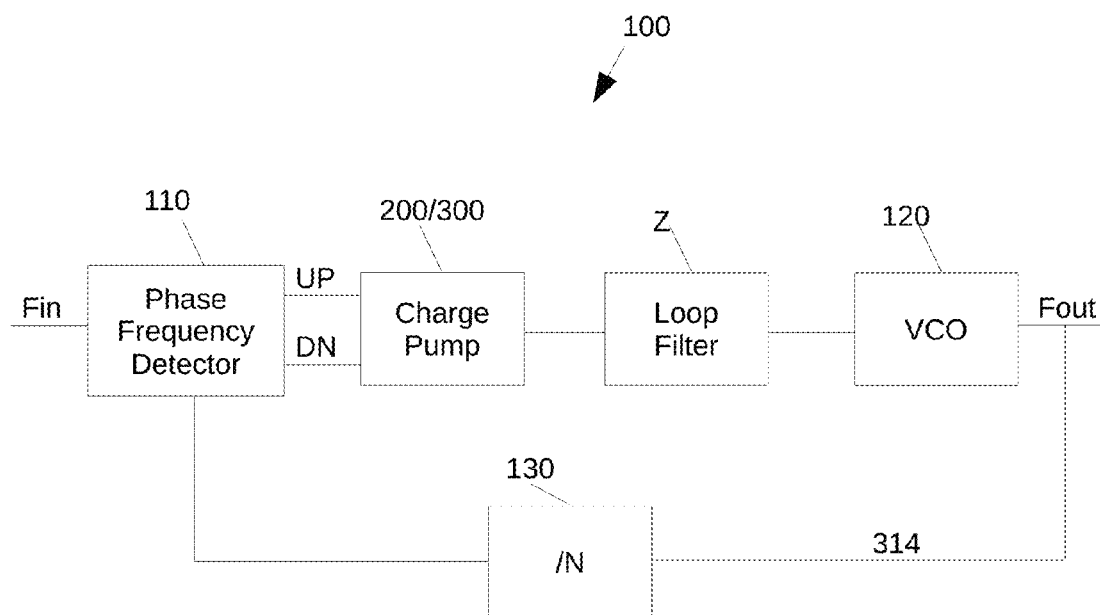 100
110
200/300
Z
120
Fin
Phase
Frequency
Detector
UP
DN
Charge
Pump
Loop
Filter
VCO
Fout
130
/N
314